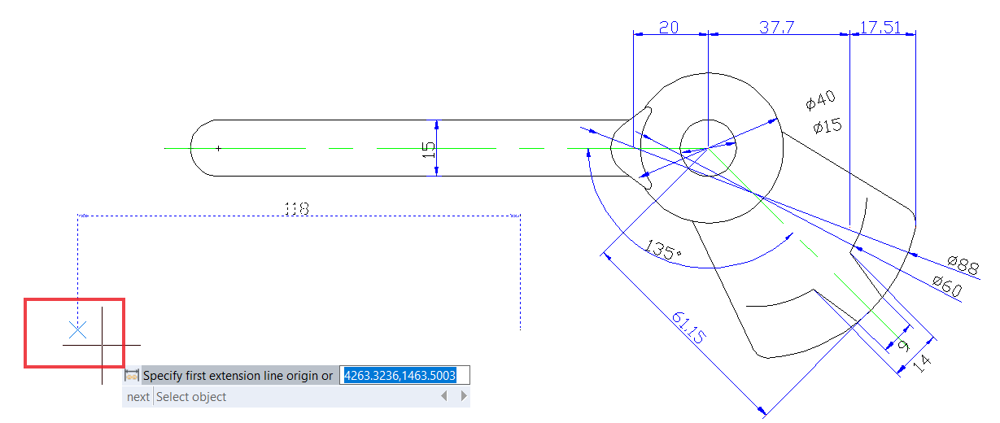 20
37,7
17,51
ø40
ø15
15
118
135°
ø88
ø60
61,15
9
14
Specify first extension line origin or 4263.3236,1463.5003
next Select object